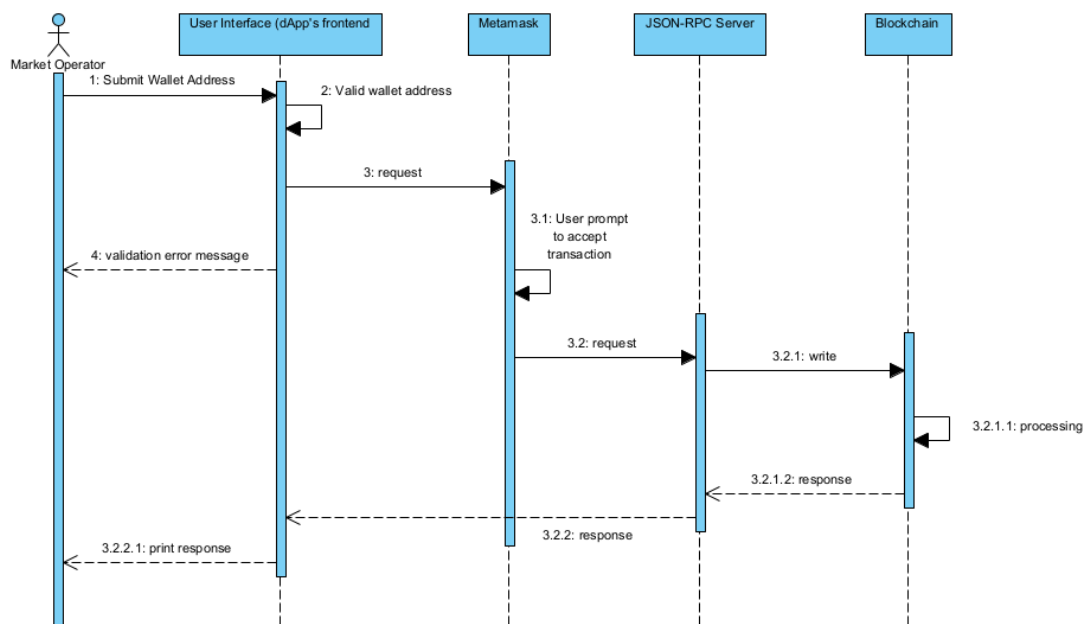 User Interface (dApp's frontend
Metamask
JSON-RPC Server
Blockchain
Market Operator
1: Submit Wallet Address
2: Valid wallet address
3: request
3.1: User prompt
to accept
transaction
4: validation error message
3.2: request
3.2.1: write
3.2.1.1: processing
3.2.1.2: response
3.2.2: response
3.2.2.1: print response